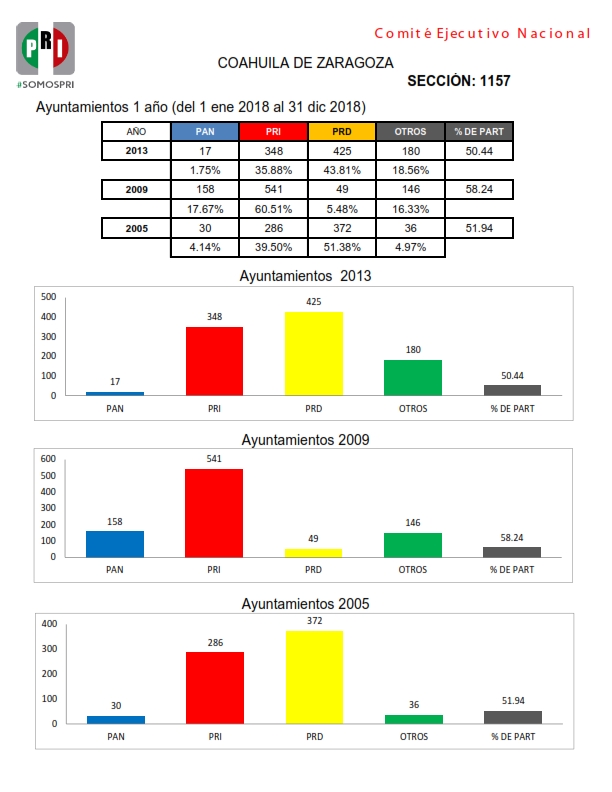 PRI
#SOMOSPRI
Comité Ejecutivo Nacional
COAHUILA DE ZARAGOZA
SECCIÓN: 1157
Ayuntamientos 1 año (del 1 ene 2018 al 31 dic 2018)
AÑO PAN PRI PRD OTROS % DE PART
2013 17 348 425 180 50.44
1.75% 35.88% 43.81% 18.56%
2009 158 541 49 146 58.24
17.67% 60.51% 5.48% 16.33%
2005 30 286 372 36 51.94
4.14% 39.50% 51.38% 4.97%
Ayuntamientos 2013
500
400
300
200
100
0
17 348 425 180 50.44
PAN PRI PRD OTROS % DE PART
Ayuntamientos 2009
600
500
400
300
200
100
0
158 541 49 146 58.24
PAN PRI PRD OTROS % DE PART
Ayuntamientos 2005
400
300
200
100
0
30 286 372 36 51.94
PAN PRI PRD OTROS % DE PART